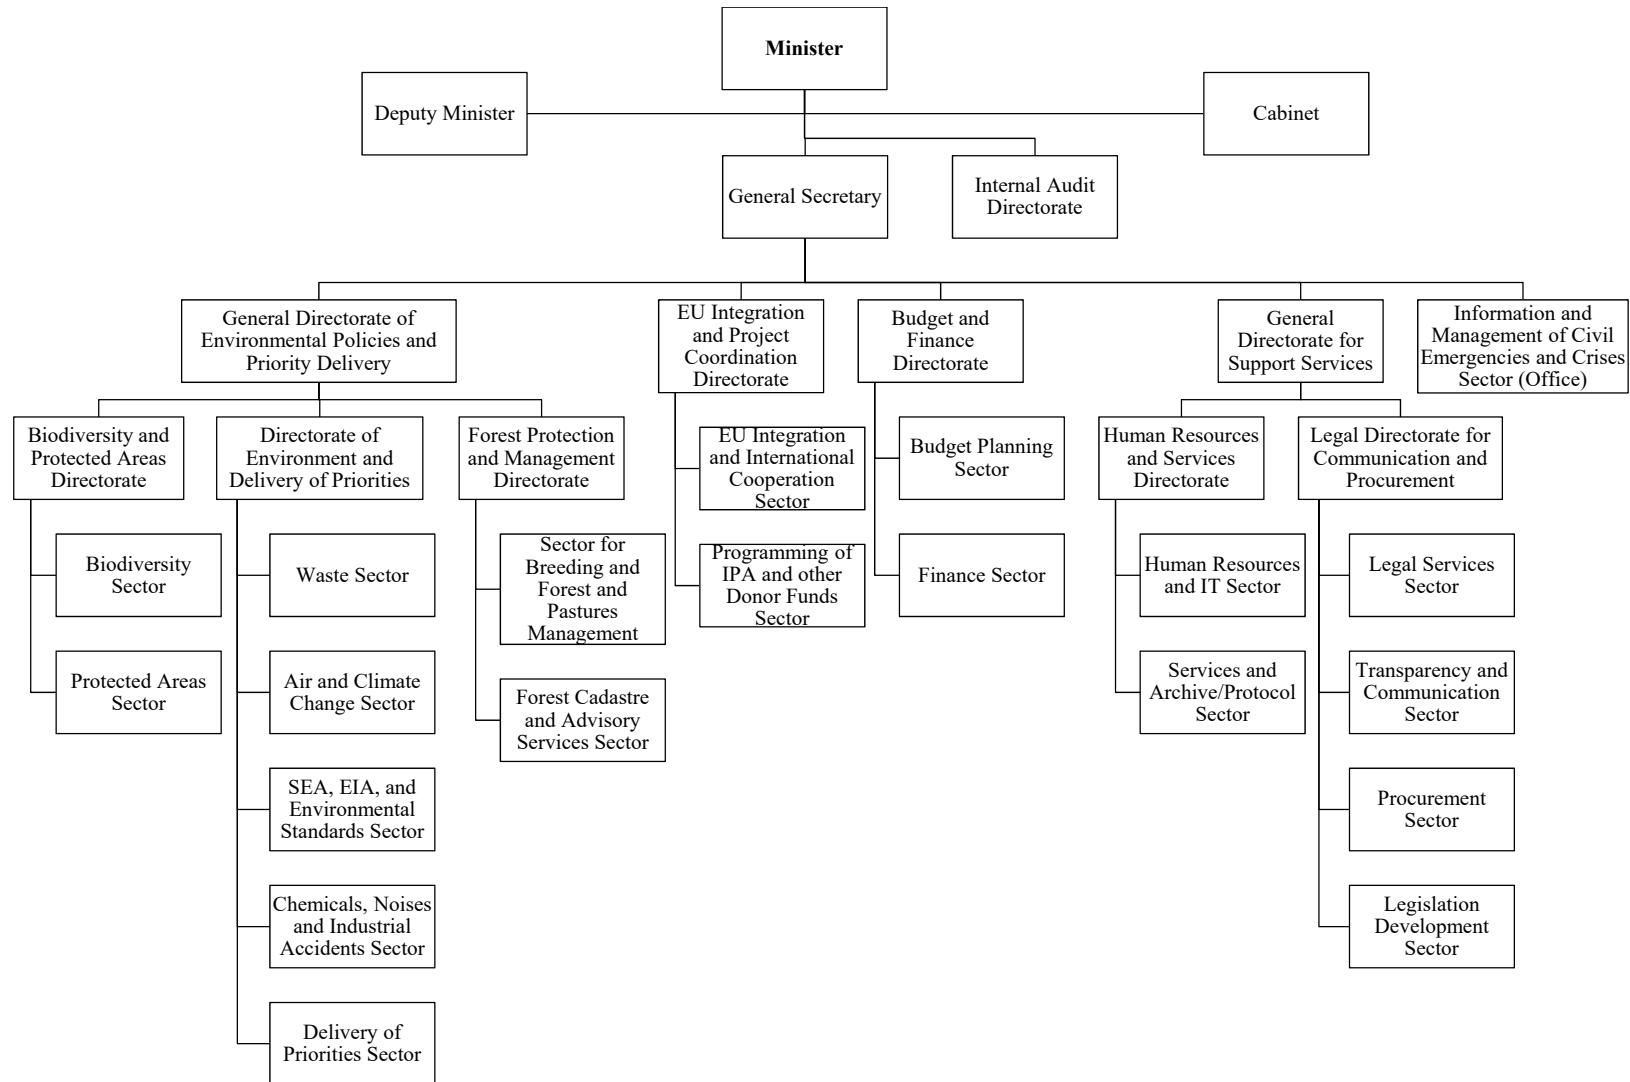 Minister
Deputy Minister
Cabinet
General Secretary
Internal Audit
Directorate
General Directorate of
Environmental Policies and
Priority Delivery
EU Integration
and Project
Coordination
Directorate
Budget and
Finance
Directorate
General
Directorate for
Support Services
Information and
Management of Civil
Emergencies and Crises
Sector (Office)
Biodiversity and
Protected Areas
Directorate
Directorate of
Environment and
Delivery of Priorities
Forest Protection
and Management
Directorate
EU Integration
and International
Cooperation
Sector
Budget Planning
Sector
Human Resources
and Services
Directorate
Legal Directorate for
Communication and
Procurement
Biodiversity
Sector
Waste Sector
Sector for
Breeding and
Forest and
Pastures
Management
Programming of
IPA and other
Donor Funds
Sector
Finance Sector
Human Resources
and IT Sector
Legal Services
Sector
Protected Areas
Sector
Air and Climate
Change Sector
Forest Cadastre
and Advisory
Services Sector
Services and
Archive/Protocol
Sector
Transparency and
Communication
Sector
SEA, EIA, and
Environmental
Standards Sector
Procurement
Sector
Chemicals, Noises
and Industrial
Accidents Sector
Legislation
Development
Sector
Delivery of
Priorities Sector